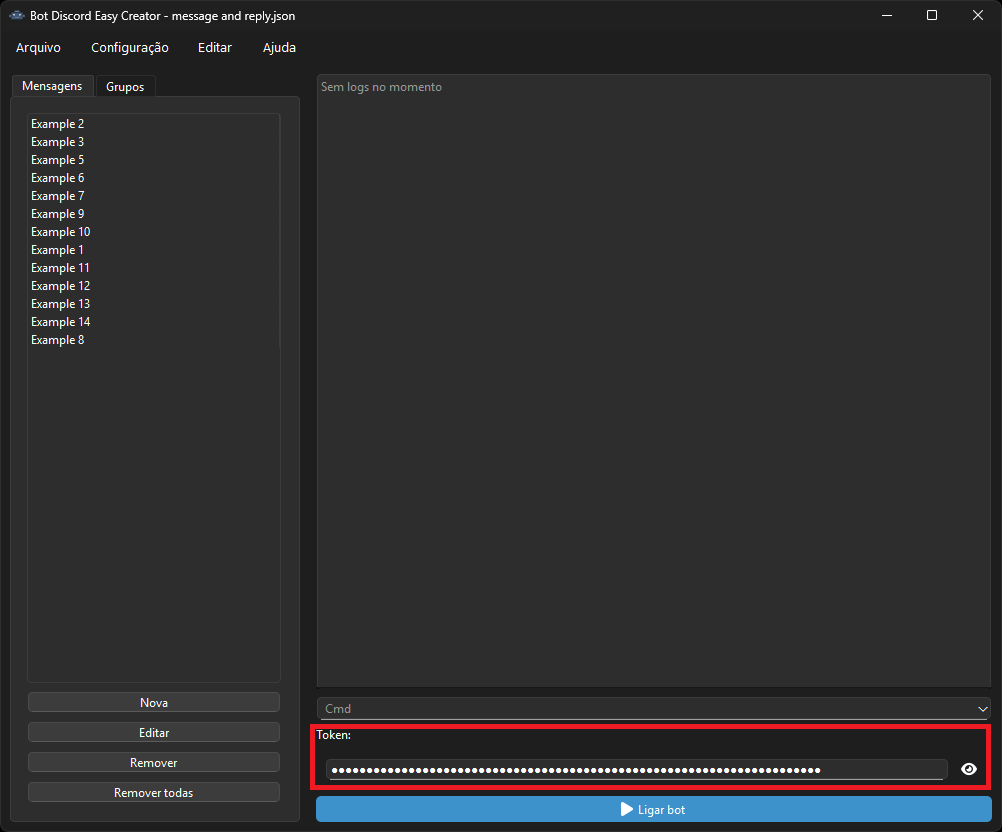 Bot Discord Easy Creator - message and reply.json
Arquivo Configuração Editar Ajuda
Mensagens Grupos
Example 2
Example 3
Example 5
Example 6
Example 7
Example 9
Example 10
Example 1
Example 11
Example 12
Example 13
Example 14
Example 8
Nova
Editar
Remover
Remover todas
Sem logs no momento
Cmd
Token:
Ligar bot